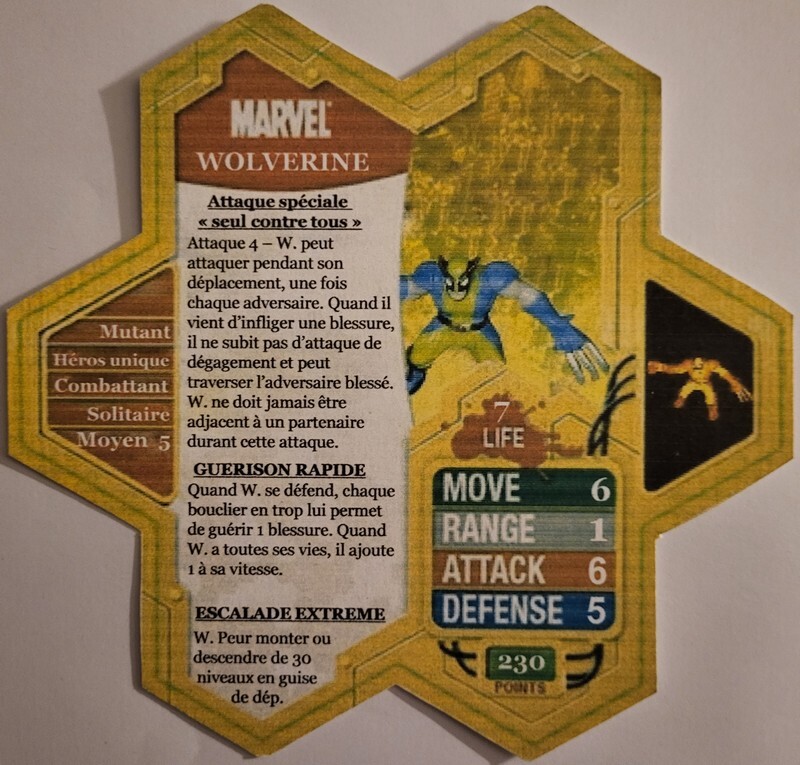 MARVEL
WOLVERINE
Attaque spéciale
« seul contre tous »
Attaque 4 – W. peut
attaquer pendant son
déplacement, une fois
chaque adversaire. Quand il
vient d'infliger une blessure,
il ne subit pas d'attaque de
dégagement et peut
traverser l'adversaire blessé.
W. ne doit jamais être
adjacent à un partenaire
durant cette attaque.
GUERISON RAPIDE
Quand W. se défend, chaque
bouclier en trop lui permet
de guérir 1 blessure. Quand
W. a toutes ses vies, il ajoute
1 à sa vitesse.
ESCALADE EXTREME
W. Peur monter ou
descendre de 30
niveaux en guise
de dép.
Mutant
Héros unique
Combattant
Solitaire
Moyen 5
7
LIFE
MOVE 6
RANGE 1
ATTACK 6
DEFENSE 5
230
POINTS